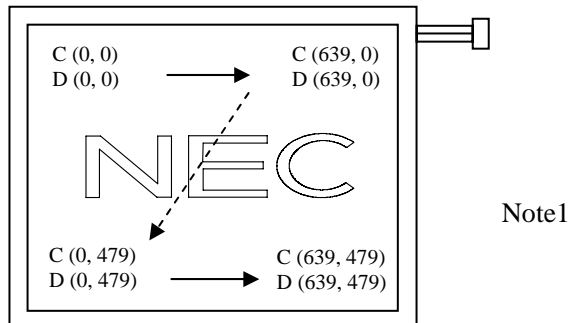 C (0, 0) C (639, 0)
D (0, 0) D (639, 0)
NEC
Note1
C (0, 479) C (639, 479)
D (0, 479) D (639, 479)